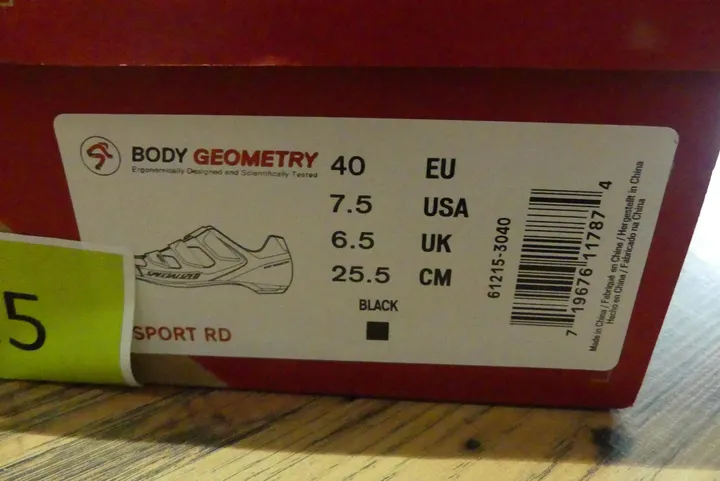 BODY GEOMETRY
Ergonomically Designed and Scientifically Tested
40 EU
7.5 USA
6.5 UK
25.5 CM
BLACK
SPECIALIZED
SPORT RD
5
61215-3040
7 19676 11787 4
Made in China / Fabriqué en Chine / Hergestellt in China
Hecho en China / Fabricado na China